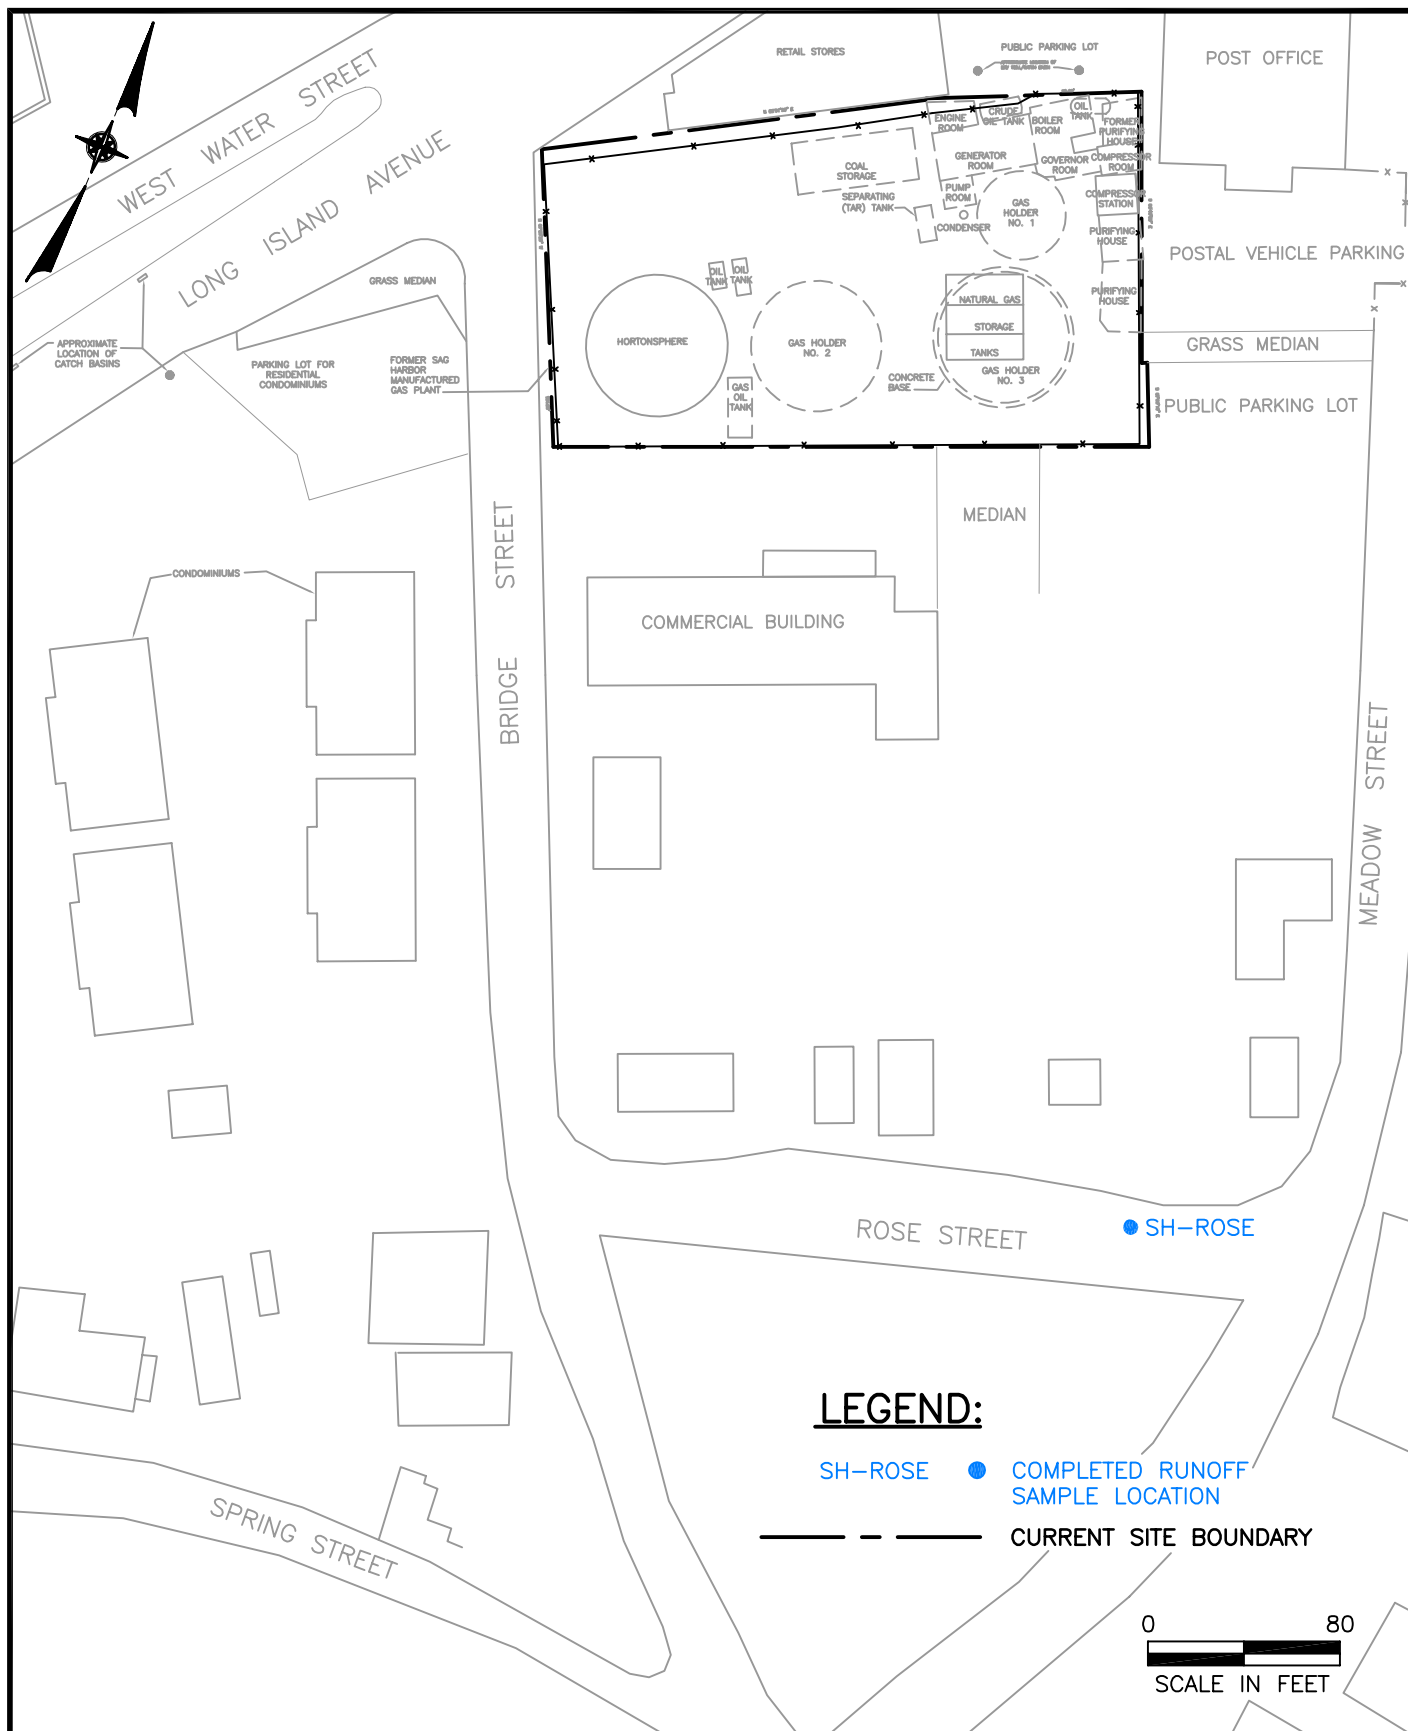 RETAIL STORES
PUBLIC PARKING LOT
POST OFFICE
WEST WATER STREET
LONG ISLAND AVENUE
ENGINE
ROOM
CRUDE
OIL TANK
BOILER
ROOM
OIL
TANK
FORMER
PURIFYING
HOUSE
COAL
STORAGE
GENERATOR
ROOM
GOVERNOR
ROOM
COMPRESSOR
ROOM
PUMP
ROOM
SEPARATING
(TAR) TANK
COMPRESSOR
STATION
GAS
HOLDER
NO. 1
CONDENSER
PURIFYING
HOUSE
POSTAL VEHICLE PARKING
GRASS MEDIAN
OIL
TANK
OIL
TANK
PURIFYING
HOUSE
NATURAL GAS
STORAGE
TANKS
HORTONSPHERE
GAS HOLDER
NO. 2
GAS HOLDER
NO. 3
GRASS MEDIAN
APPROXIMATE
LOCATION OF
CATCH BASINS
PARKING LOT FOR
RESIDENTIAL
CONDOMINIUMS
FORMER SAG
HARBOR
MANUFACTURED
GAS PLANT
GAS
OIL
TANK
CONCRETE
BASE
PUBLIC PARKING LOT
MEDIAN
BRIDGE STREET
CONDOMINIUMS
COMMERCIAL BUILDING
MEADOW STREET
ROSE STREET
SH-ROSE
LEGEND:
SH-ROSE
COMPLETED RUNOFF
SAMPLE LOCATION
CURRENT SITE BOUNDARY
SPRING STREET
0 80
SCALE IN FEET